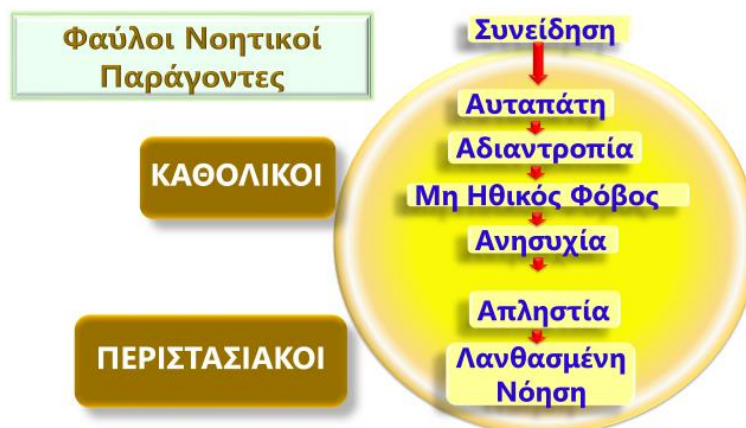 Φαύλοι Νοητικοί
Παράγοντες
Συνείδηση
Αυταπάτη
Αδιαντροπία
ΚΑΘΟΛΙΚΟΙ
Μη Ηθικός Φόβος
Ανησυχία
Απληστία
ΠΕΡΙΣΤΑΣΙΑΚΟΙ
Λανθασμένη
Νόηση